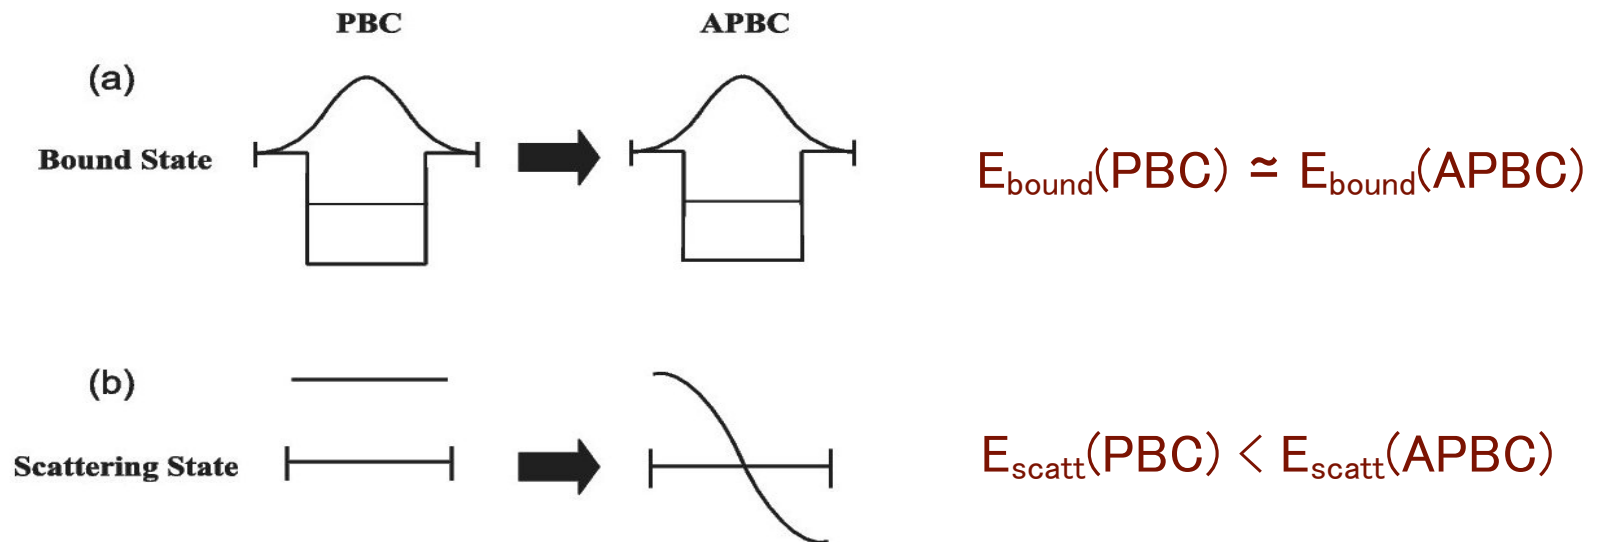 PBC
APBC
(a)
Bound State
E_bound(PBC) ≃ E_bound(APBC)
(b)
Scattering State
E_scatt(PBC) < E_scatt(APBC)